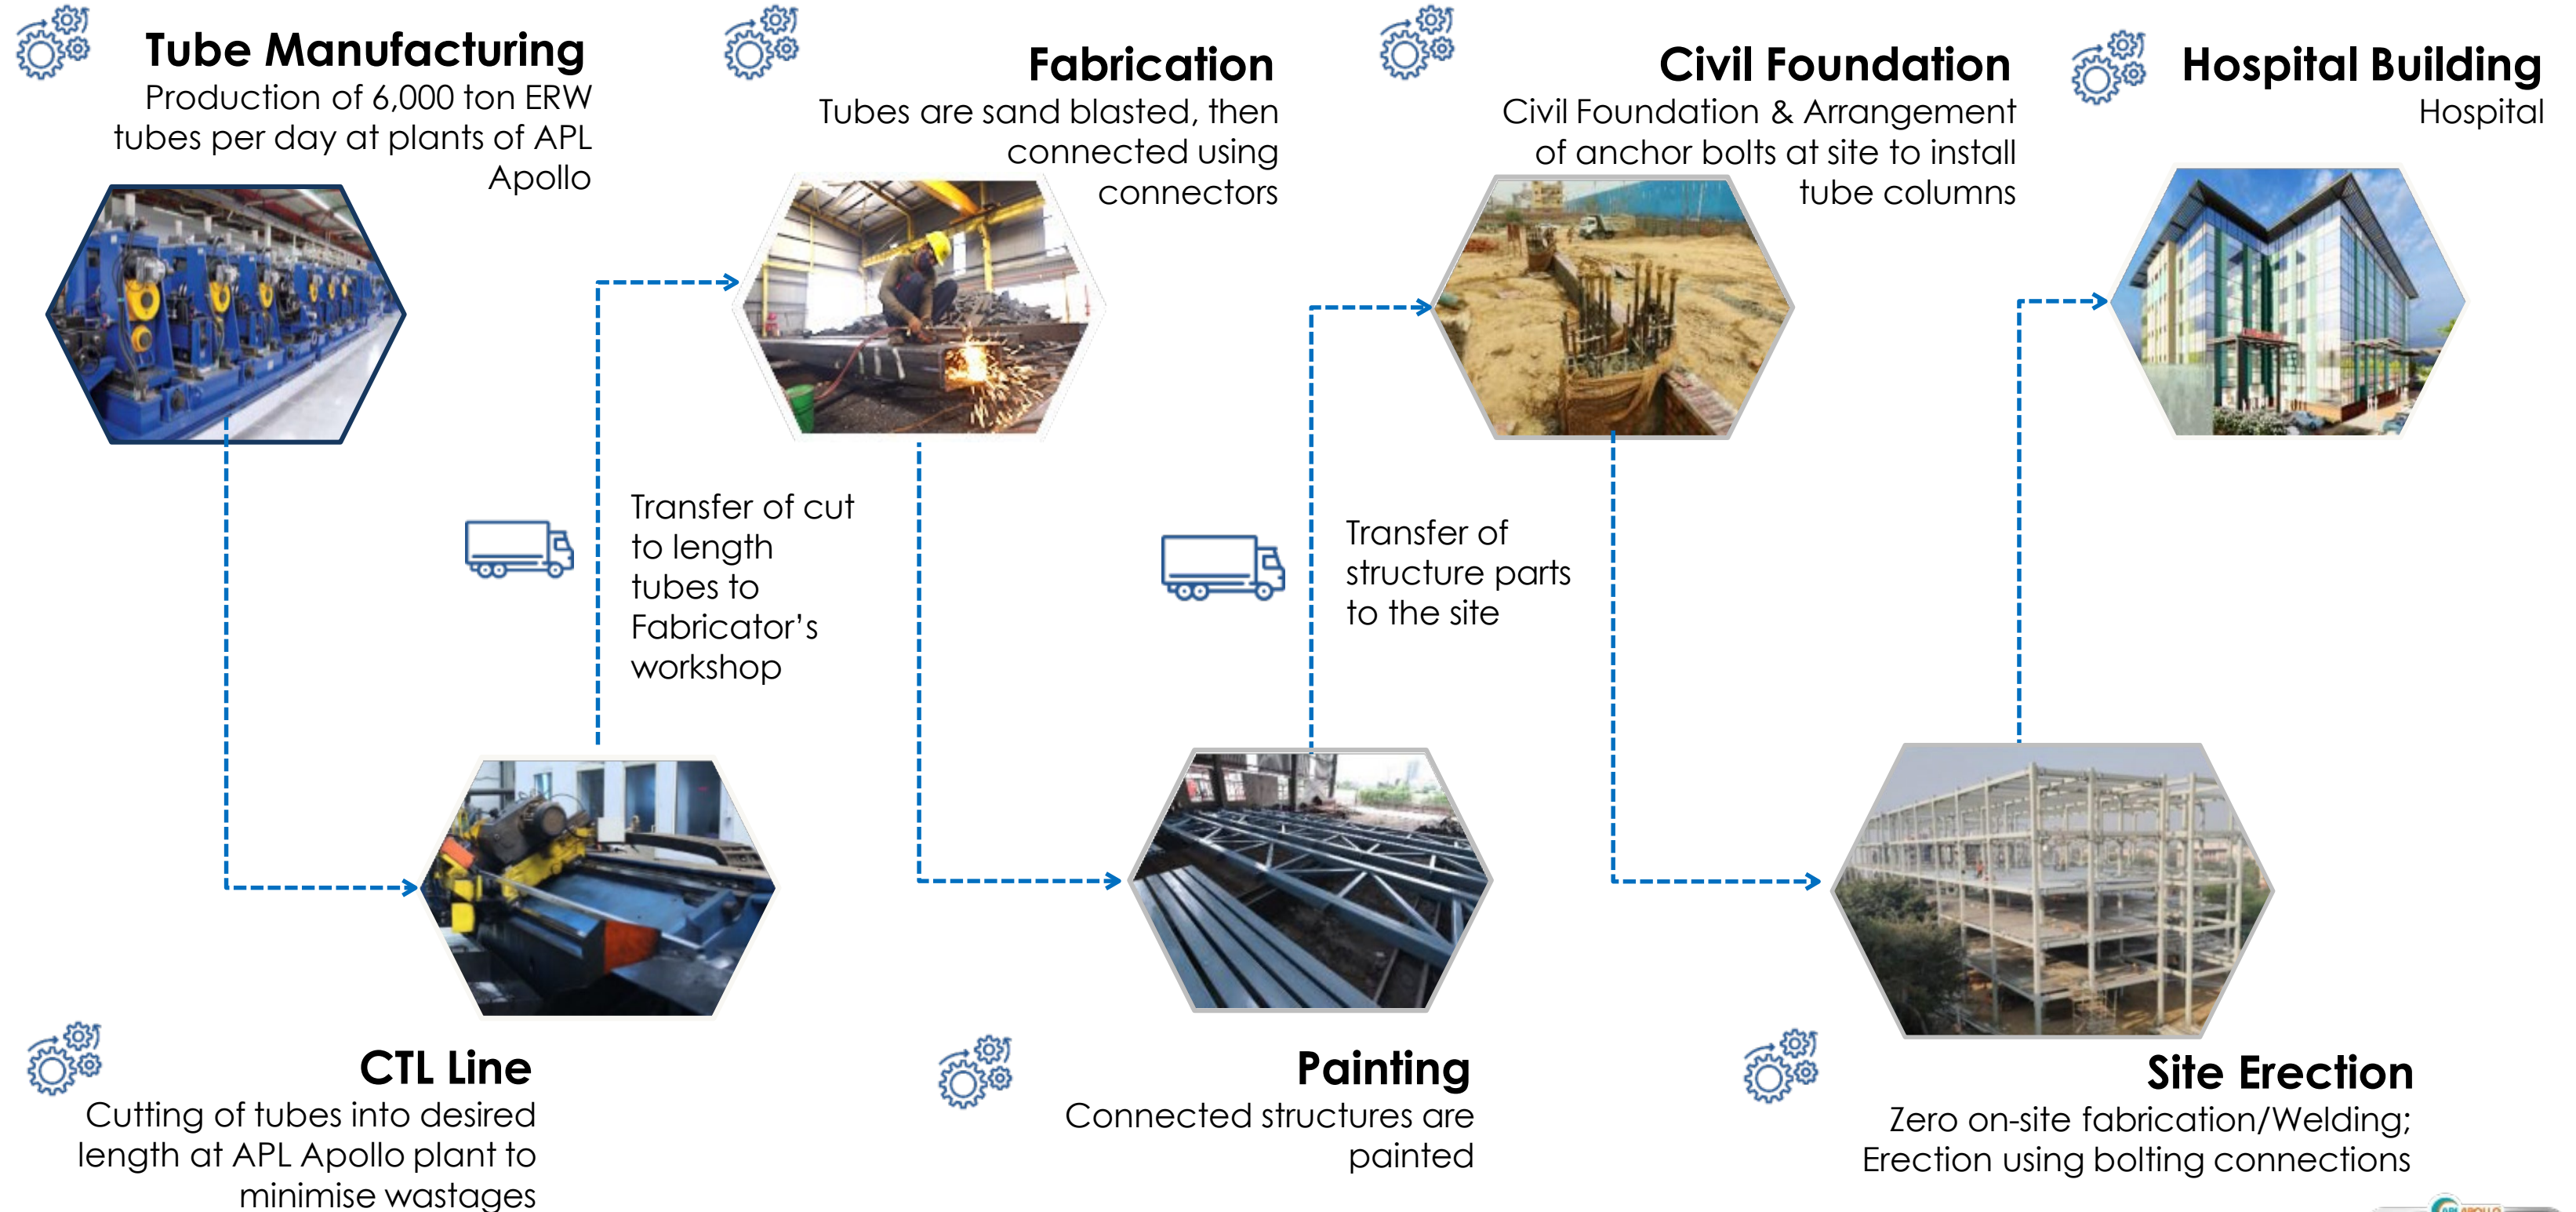 Tube Manufacturing
Production of 6,000 ton ERW
tubes per day at plants of APL
Apollo
Fabrication
Tubes are sand blasted, then
connected using
connectors
Civil Foundation
Civil Foundation & Arrangement
of anchor bolts at site to install
tube columns
Hospital Building
Hospital
Transfer of cut
to length
tubes to
Fabricator’s
workshop
Transfer of
structure parts
to the site
CTL Line
Cutting of tubes into desired
length at APL Apollo plant to
minimise wastages
Painting
Connected structures are
painted
Site Erection
Zero on-site fabrication/Welding;
Erection using bolting connections
APL APOLLO